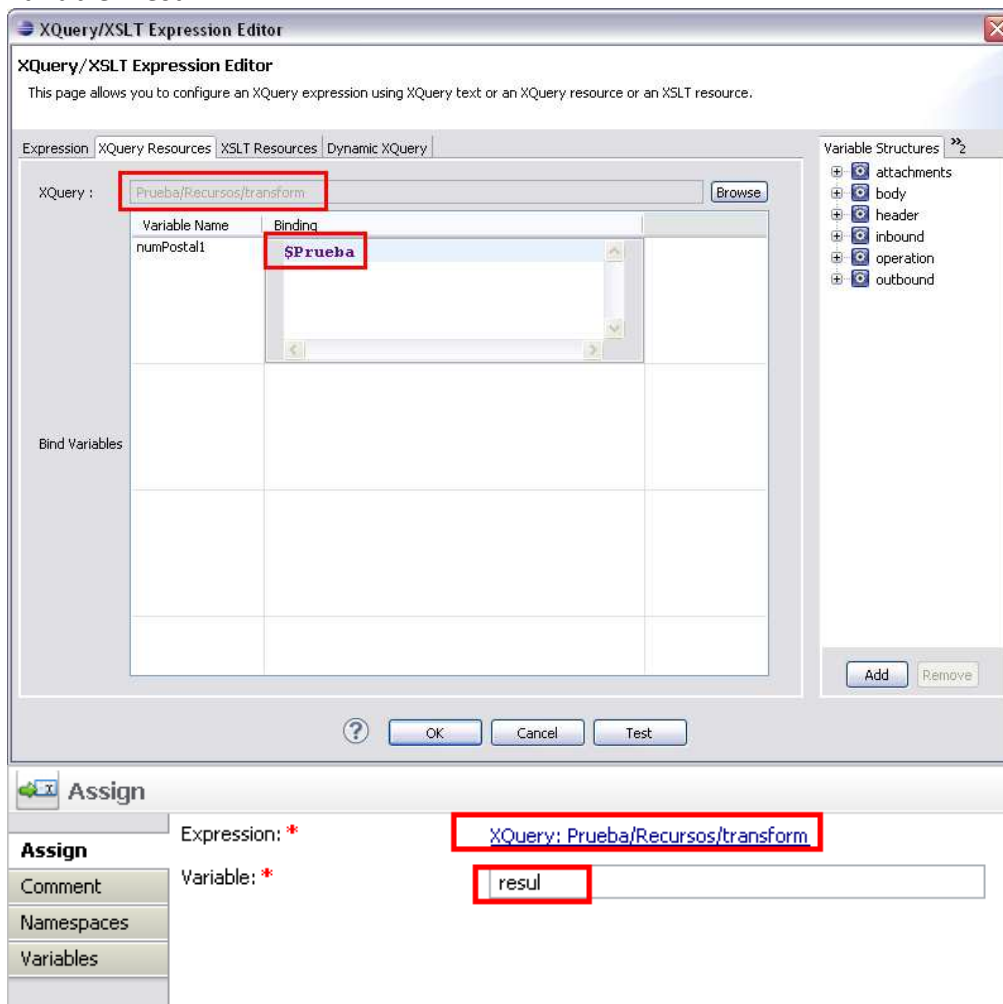 XQuery/XSLT Expression Editor
XQuery/XSLT Expression Editor
This page allows you to configure an XQuery expression using XQuery text or an XQuery resource or an XSLT resource.
Expression XQuery Resources XSLT Resources Dynamic XQuery
XQuery : Prueba/Recursos/transform Browse
Variable Name Binding
numPostal1 $Prueba
Bind Variables
Variable Structures »2
attachments
body
header
inbound
operation
outbound
Add Remove
? OK Cancel Test
Assign
Assign
Comment
Namespaces
Variables
Expression: * XQuery: Prueba/Recursos/transform
Variable: * resul